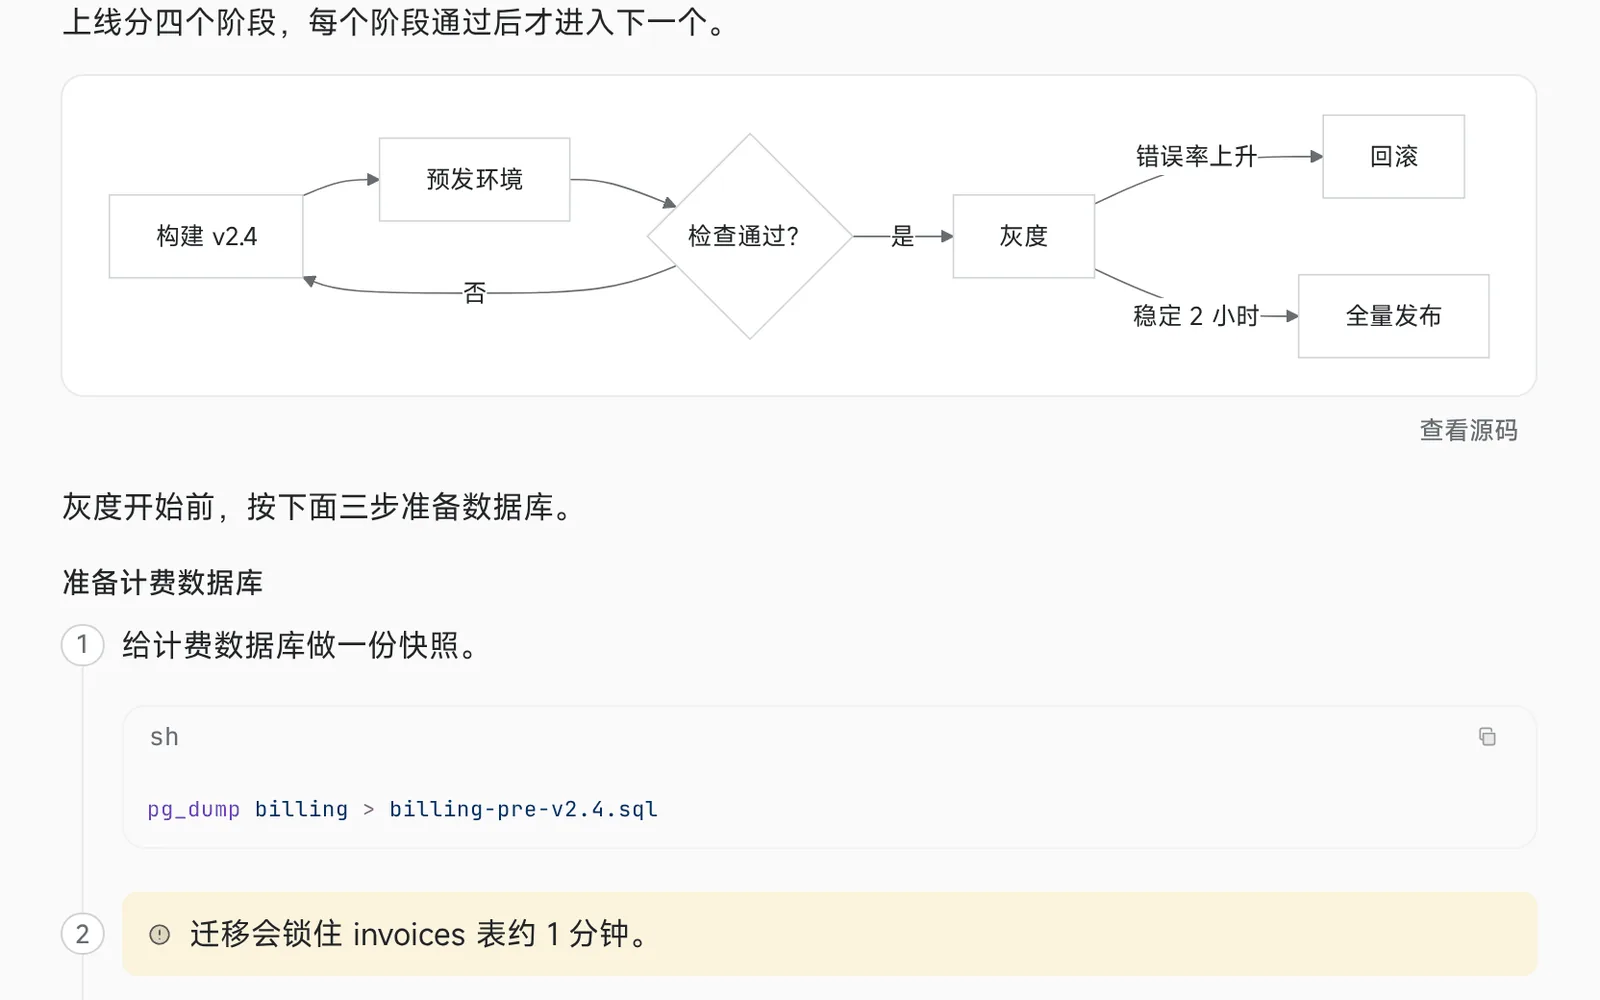 上线分四个阶段，每个阶段通过后才进入下一个。
构建 v2.4
预发环境
检查通过？
否
是
灰度
错误率上升
回滚
稳定 2 小时
全量发布
查看源码
灰度开始前，按下面三步准备数据库。
准备计费数据库
1 给计费数据库做一份快照。
sh
pg_dump billing > billing-pre-v2.4.sql
2 迁移会锁住 invoices 表约 1 分钟。